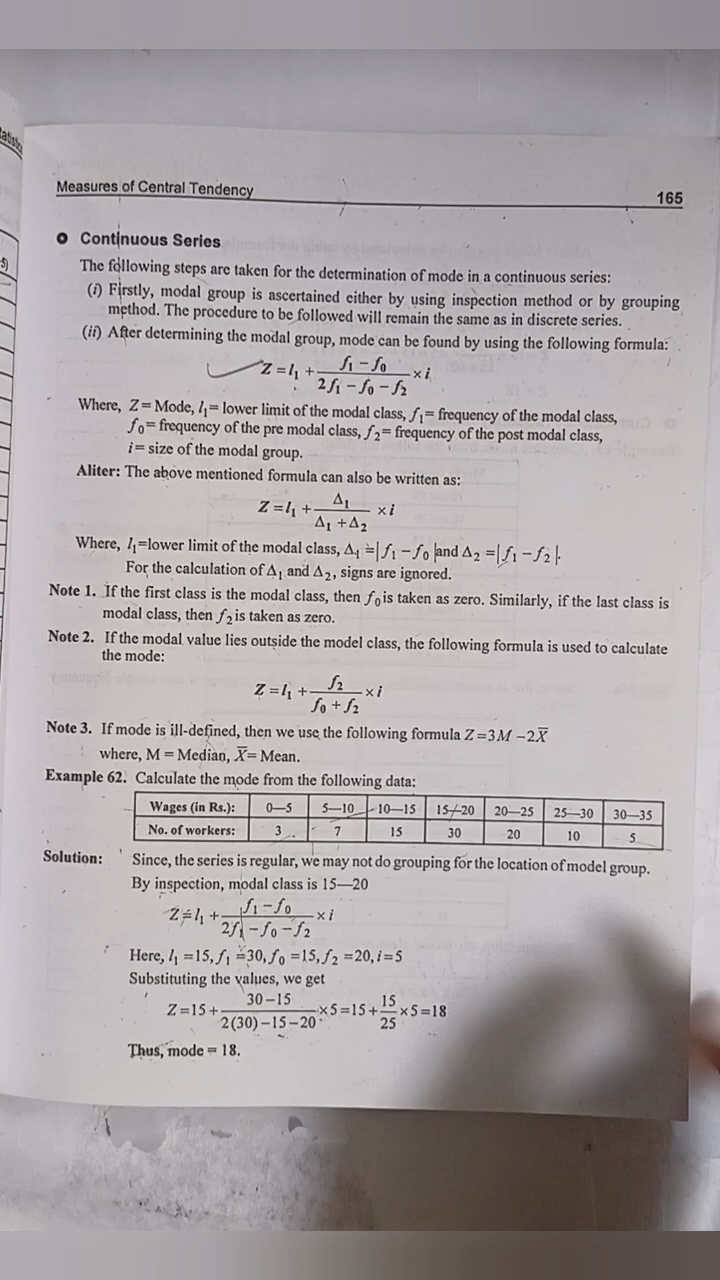 Measures of Central Tendency 165
Continuous Series
The following steps are taken for the determination of mode in a continuous series:
(i) Firstly, modal group is ascertained either by using inspection method or by grouping
method. The procedure to be followed will remain the same as in discrete series.
(ii) After determining the modal group, mode can be found by using the following formula:
Z = l₁ + (f₁ − f₀)/(2f₁ − f₀ − f₂) × i
Where, Z = Mode, l₁ = lower limit of the modal class, f₁ = frequency of the modal class,
f₀ = frequency of the pre modal class, f₂ = frequency of the post modal class,
i = size of the modal group.
Aliter: The above mentioned formula can also be written as:
Z = l₁ + Δ₁/(Δ₁ + Δ₂) × i
Where, l₁=lower limit of the modal class, Δ₁ =|f₁ − f₀|and Δ₂ =|f₁ − f₂|.
For the calculation of Δ₁ and Δ₂, signs are ignored.
Note 1. If the first class is the modal class, then f₀ is taken as zero. Similarly, if the last class is
modal class, then f₂ is taken as zero.
Note 2. If the modal value lies outside the model class, the following formula is used to calculate
the mode:
Z = l₁ + f₂/(f₀ + f₂) × i
Note 3. If mode is ill-defined, then we use the following formula Z = 3M − 2X̅
where, M = Median, X̅= Mean.
Example 62. Calculate the mode from the following data:
Wages (in Rs.): 0—5 5—10 10—15 15—20 20—25 25—30 30—35
No. of workers: 3 7 15 30 20 10 5
Solution: Since, the series is regular, we may not do grouping for the location of model group.
By inspection, modal class is 15—20
Z = l₁ + (f₁ − f₀)/(2f₁ − f₀ − f₂) × i
Here, l₁ = 15, f₁ = 30, f₀ = 15, f₂ = 20, i = 5
Substituting the values, we get
Z = 15 + (30 − 15)/(2(30) − 15 − 20) × 5 = 15 + 15/25 × 5 = 18
Thus, mode = 18.